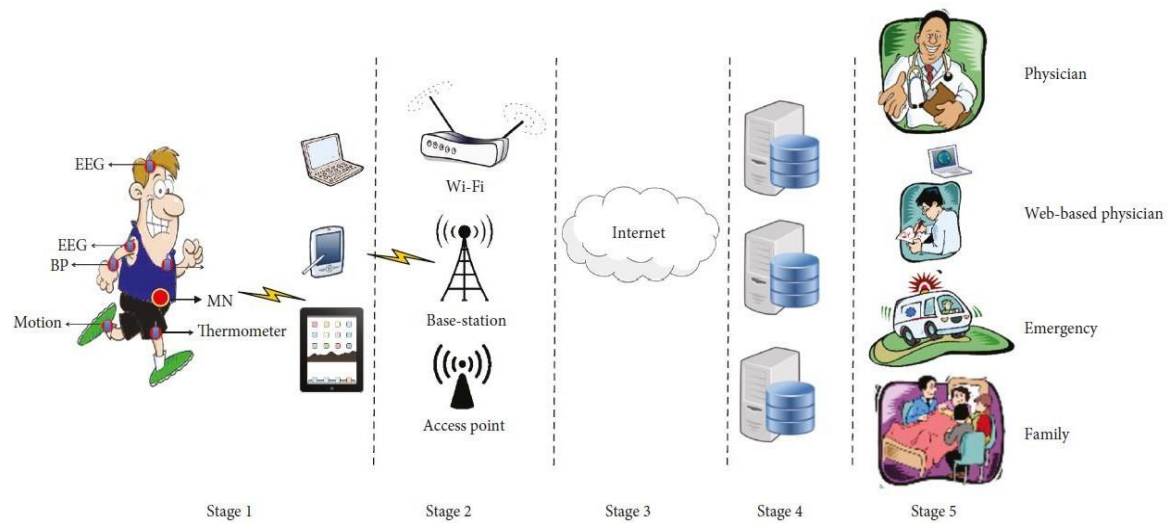 EEG
EEG
BP
MN
Motion
Thermometer
Stage 1
Wi-Fi
Base-station
Access point
Stage 2
Internet
Stage 3
Stage 4
Physician
Web-based physician
Emergency
Family
Stage 5